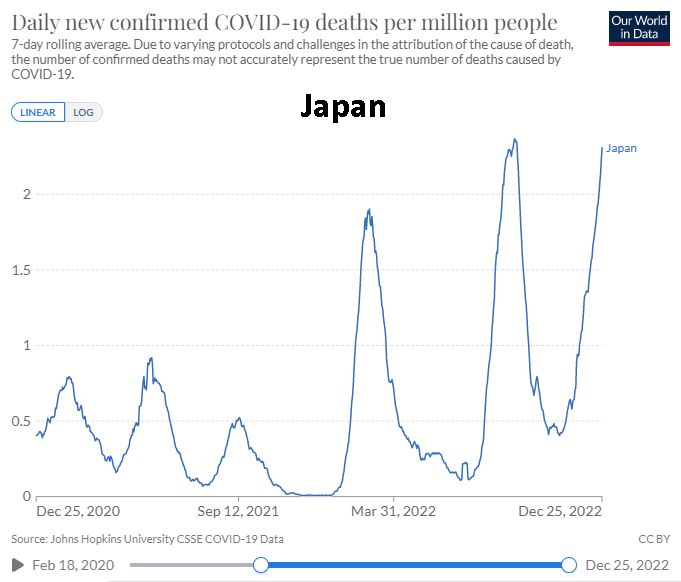 Daily new confirmed COVID-19 deaths per million people
Our World
in Data
7-day rolling average. Due to varying protocols and challenges in the attribution of the cause of death,
the number of confirmed deaths may not accurately represent the true number of deaths caused by
COVID-19.
LINEAR LOG
Japan
Japan
2
1.5
1
0.5
0
Dec 25, 2020 Sep 12, 2021 Mar 31, 2022 Dec 25, 2022
Source: Johns Hopkins University CSSE COVID-19 Data CC BY
Feb 18, 2020 Dec 25, 2022